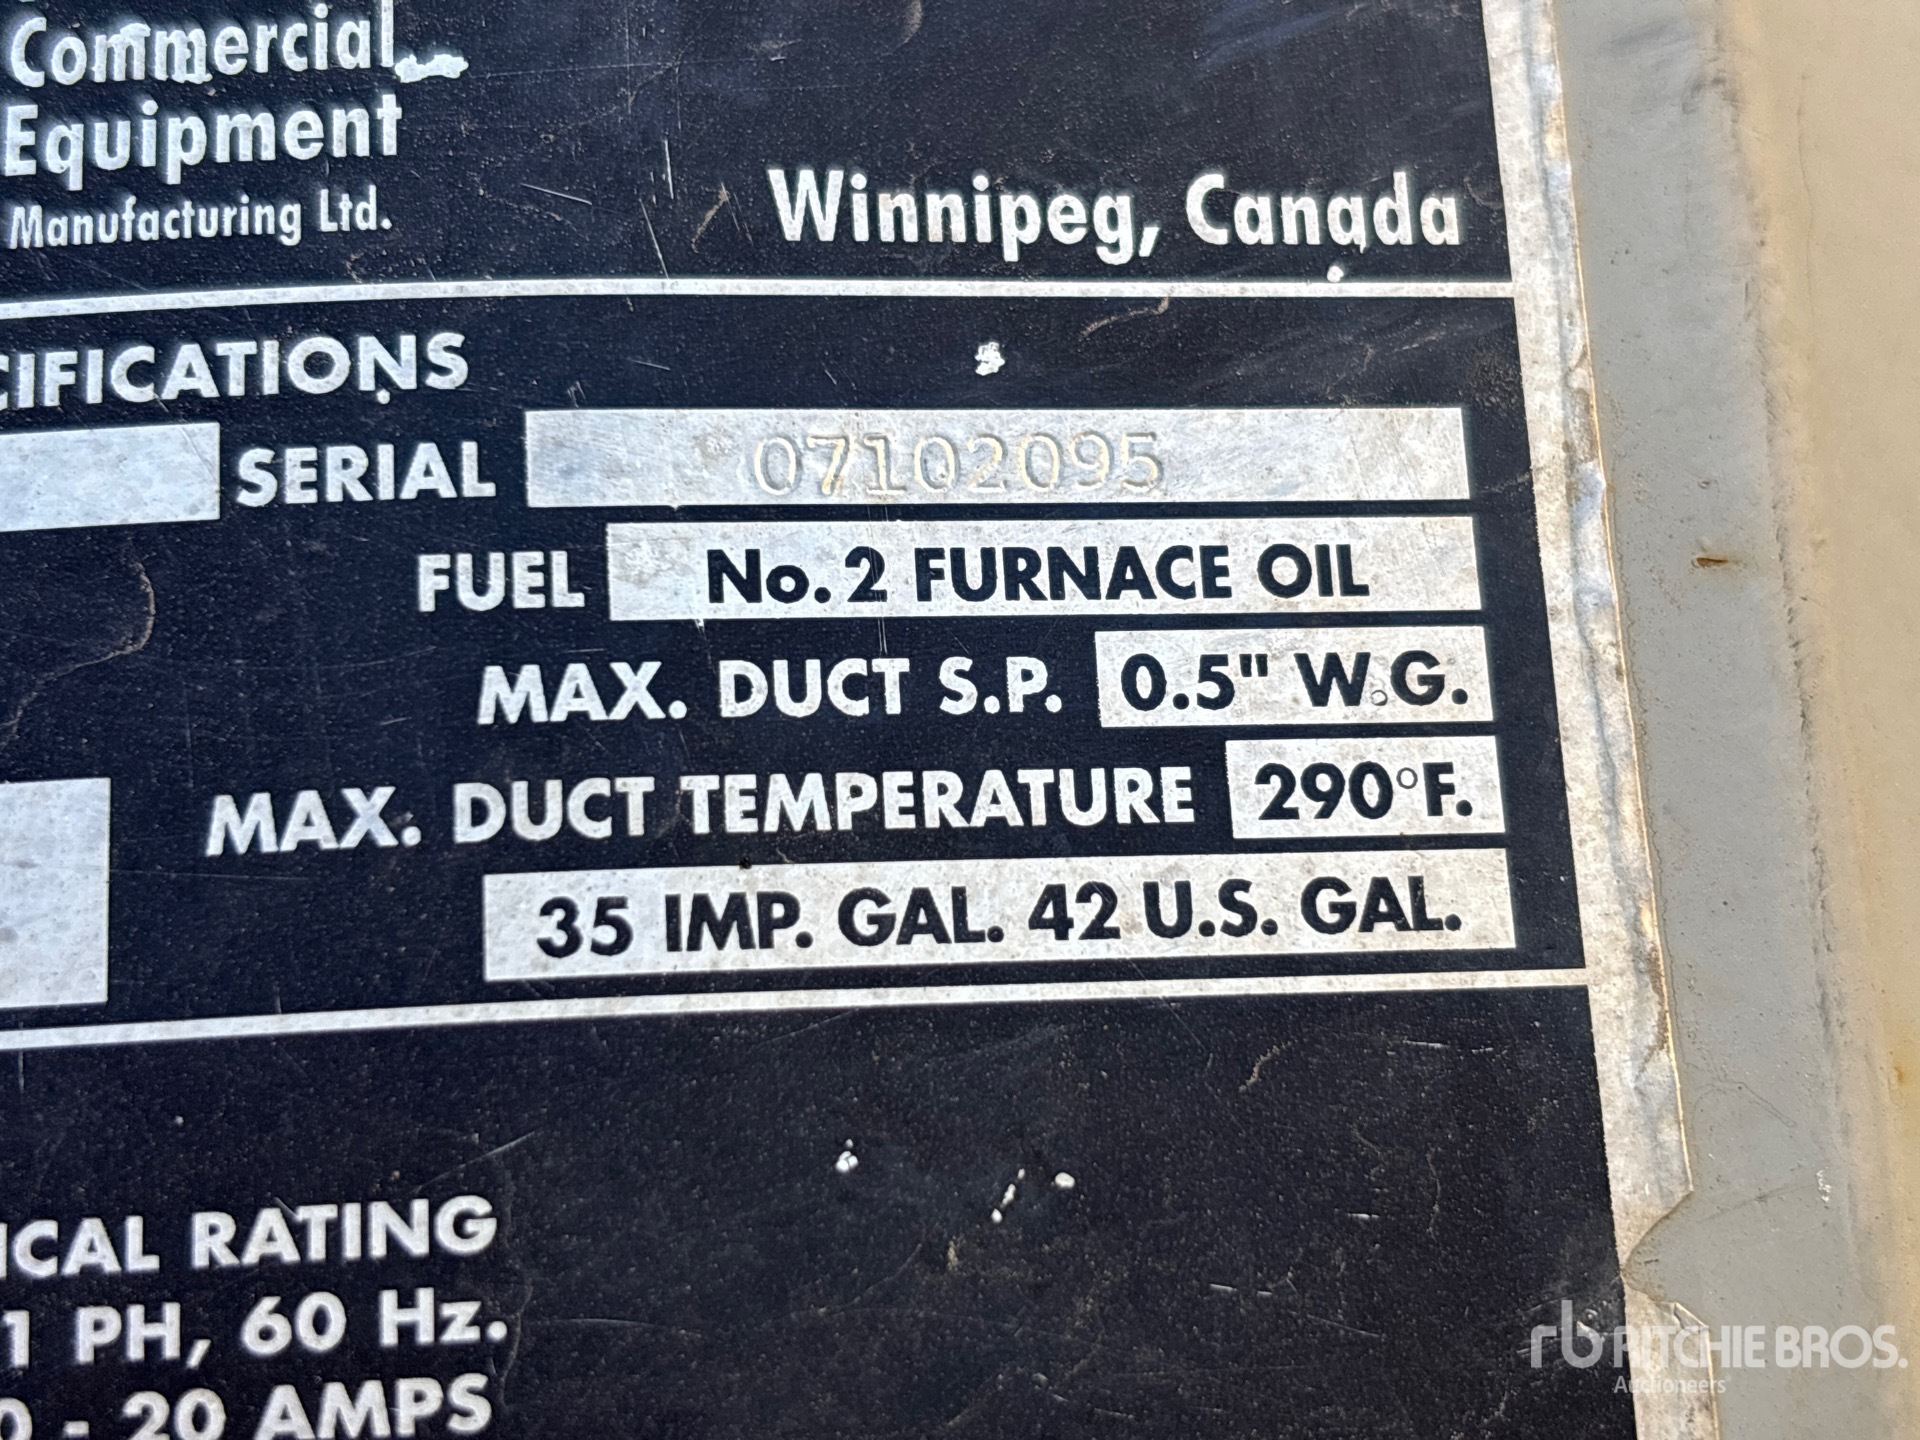 Commercial
Equipment
Manufacturing Ltd.
Winnipeg, Canada
CIFICATIONS
SERIAL 07102095
FUEL No. 2 FURNACE OIL
MAX. DUCT S.P. 0.5" W.G.
MAX. DUCT TEMPERATURE 290°F.
35 IMP. GAL. 42 U.S. GAL.
ICAL RATING
1 PH, 60 Hz.
0 - 20 AMPS
rb RITCHIE BROS.
Auctioneers